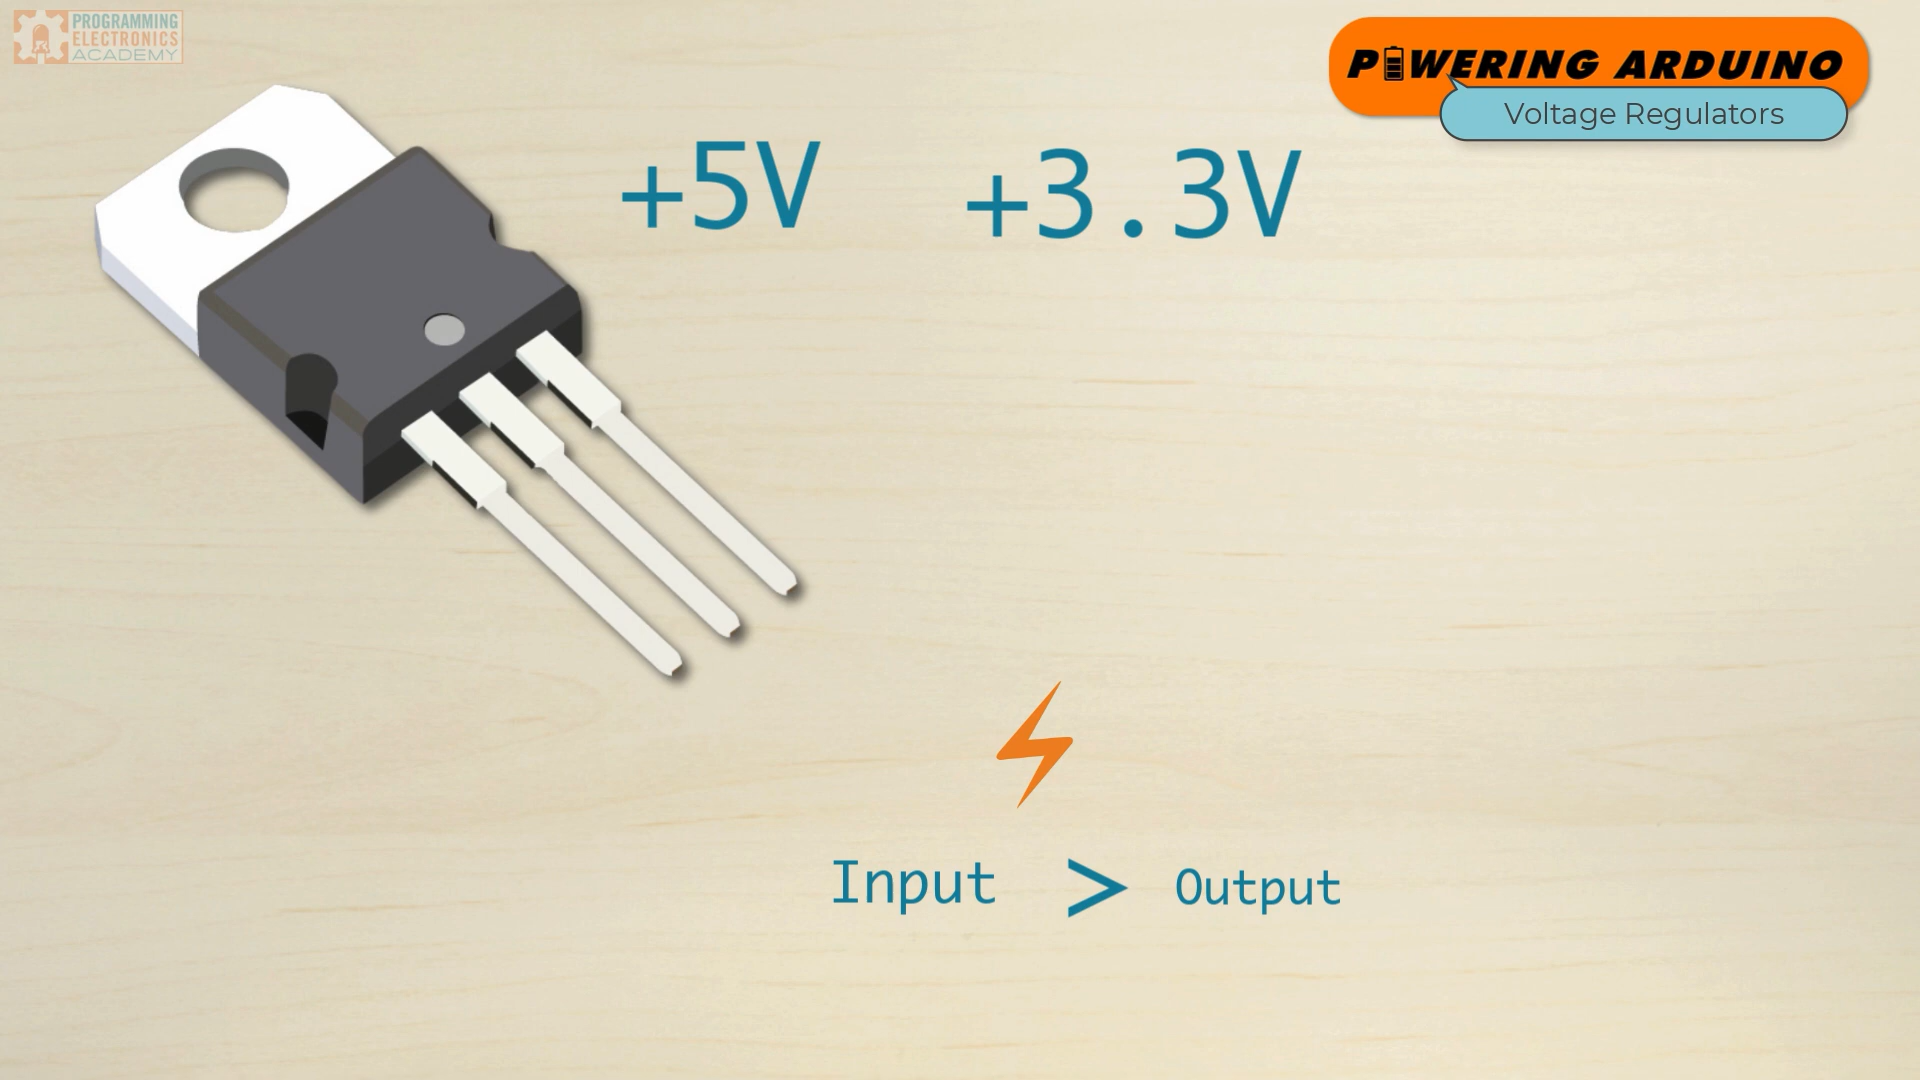 PROGRAMMING
ELECTRONICS
ACADEMY
POWERING ARDUINO
Voltage Regulators
+5V +3.3V
Input > Output